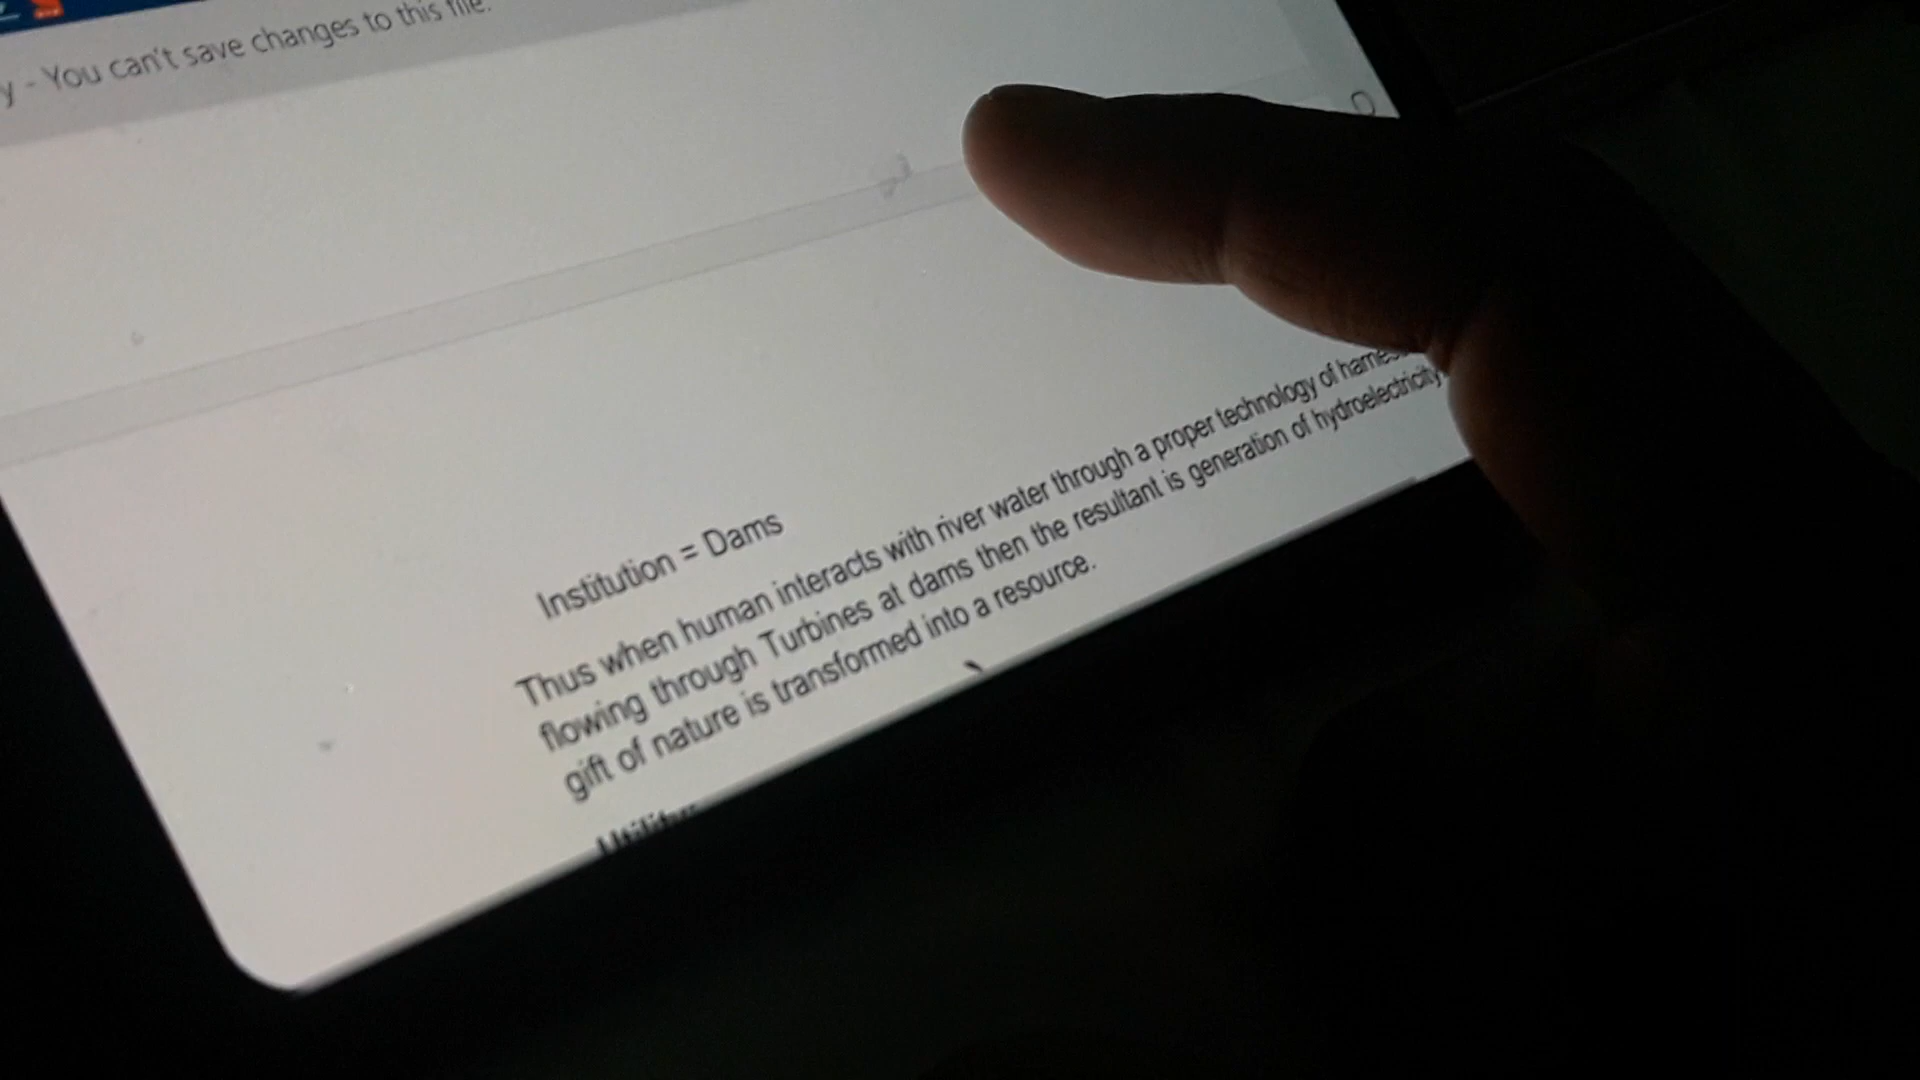 - You can't save changes to this file.
Institution = Dams
Thus when human interacts with river water through a proper technology of
flowing through Turbines at dams then the resultant is generation of hydroelectricity
gift of nature is transformed into a resource.
Utility